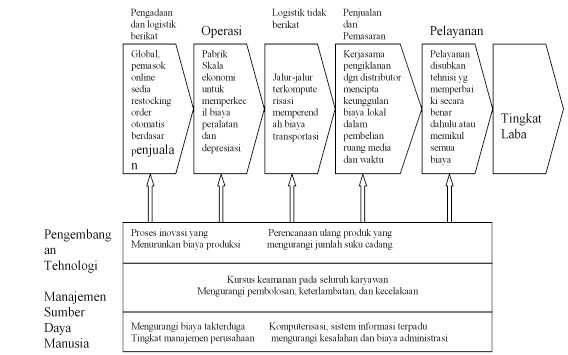 Pengadaan
dan logistik
berikat
Operasi
Logistik tidak
berikat
Penjualan
dan
Pemasaran
Pelayanan
Global,
pemasok
online
sedia
restocking
order
otomatis
berdasar
penjuala
n
Pabrik
Skala
ekonomi
untuk
memperkec
il biaya
peralatan
dan
depresiasi
Jalur-jalur
terkompute
risasi
memperend
ah biaya
transportasi
Kerjasama
pengiklanan
dgn distributor
mencipta
keunggulan
biaya lokal
dalam
pembelian
ruang media
dan waktu
Pelayanan
disubkan
tehnisi yg
memperbai
ki secara
benar
dahulu atau
memikul
semua
biaya
Tingkat
Laba
Pengembang
an
Tehnologi
Proses inovasi yang
Menurunkan biaya produksi
Perencanaan ulang produk yang
mengurangi jumlah suku cadang
Kursus keamanan pada seluruh karyawan
Mengurangi pembolosan, keterlambatan, dan kecelakaan
Manajemen
Sumber
Daya
Manusia
Mengurangi biaya takterduga
Tingkat manajemen perusahaan
Komputerisasi, sistem informasi terpadu
mengurangi kesalahan dan biaya administrasi